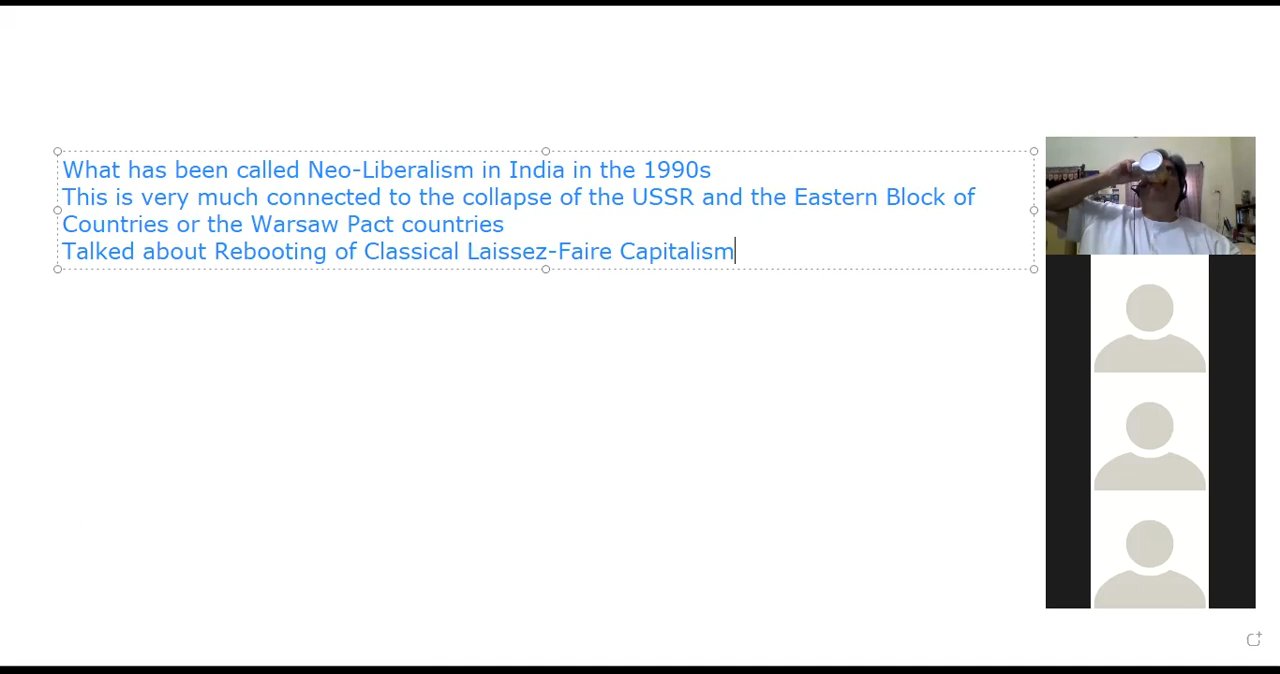 What has been called Neo-Liberalism in India in the 1990s
This is very much connected to the collapse of the USSR and the Eastern Block of
Countries or the Warsaw Pact countries
Talked about Rebooting of Classical Laissez-Faire Capitalism